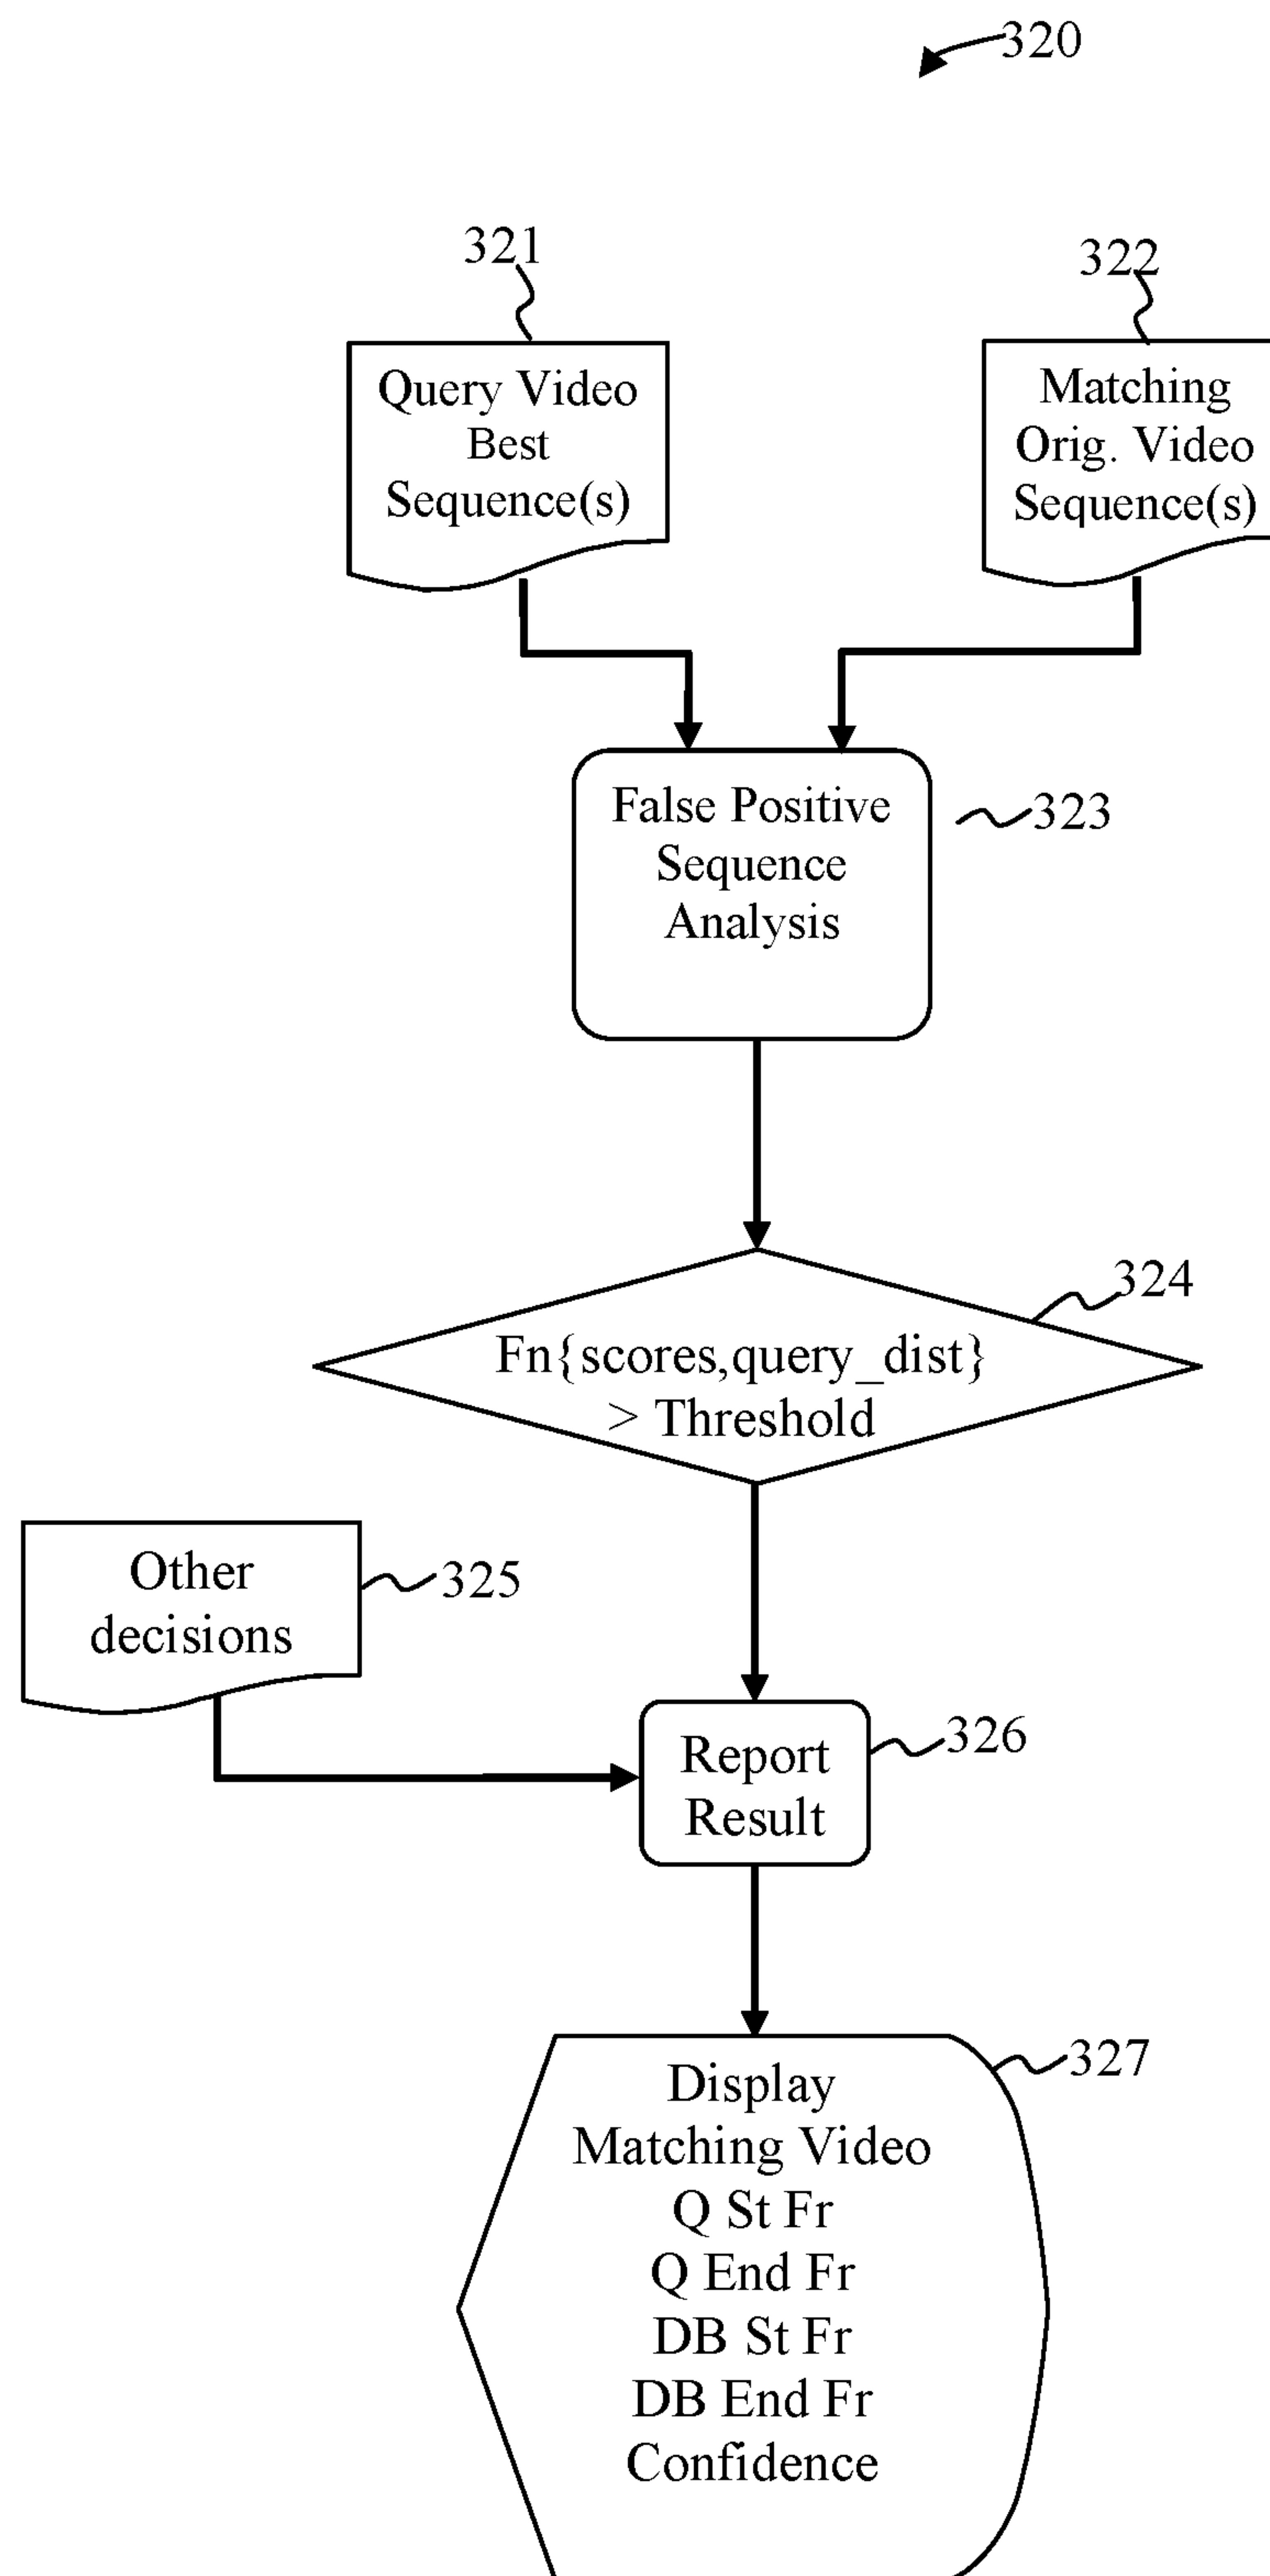 320
321
322
Query Video
Best
Sequence(s)
Matching
Orig. Video
Sequence(s)
False Positive
Sequence
Analysis
323
324
Fn{scores,query_dist}
> Threshold
Other
decisions
325
Report
Result
326
327
Display
Matching Video
Q St Fr
Q End Fr
DB St Fr
DB End Fr
Confidence